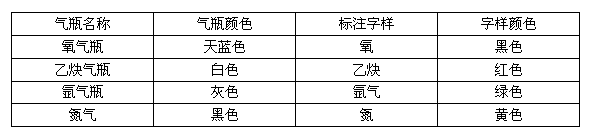 气瓶名称 气瓶颜色 标注字样 字样颜色
氧气瓶 天蓝色 氧 黑色
乙炔气瓶 白色 乙炔 红色
氩气瓶 灰色 氩气 绿色
氮气 黑色 氮 黄色